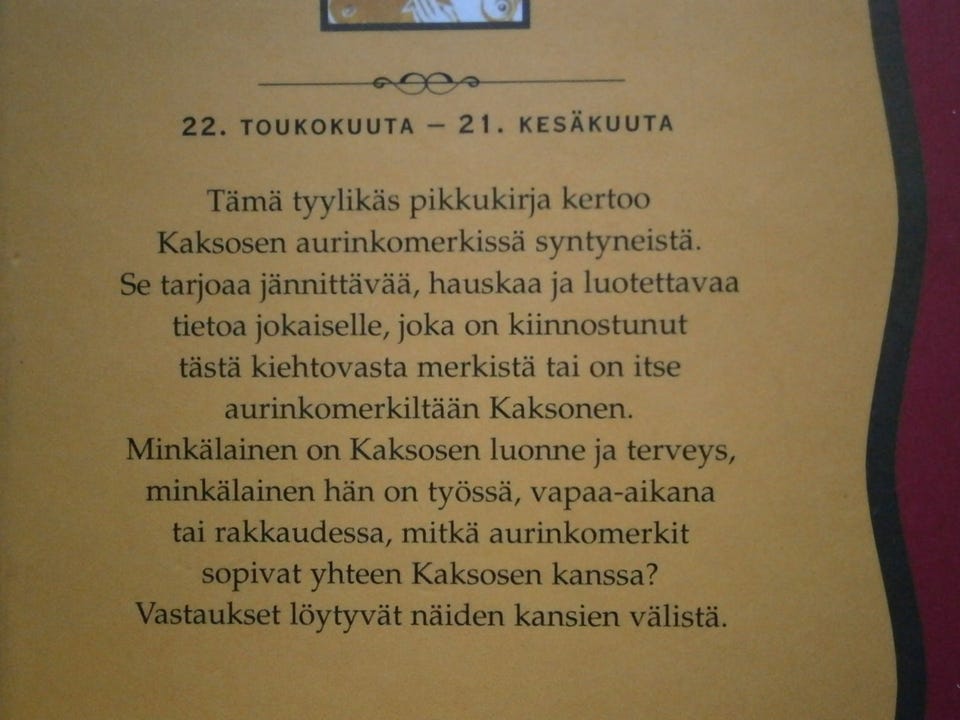 22. TOUKOKUUTA – 21. KESÄKUUTA
Tämä tyylikäs pikkukirja kertoo
Kaksosen aurinkomerkissä syntyneistä.
Se tarjoaa jännittävää, hauskaa ja luotettavaa
tietoa jokaiselle, joka on kiinnostunut
tästä kiehtovasta merkistä tai on itse
aurinkomerkiltään Kaksonen.
Minkälainen on Kaksosen luonne ja terveys,
minkälainen hän on työssä, vapaa-aikana
tai rakkaudessa, mitkä aurinkomerkit
sopivat yhteen Kaksosen kanssa?
Vastaukset löytyvät näiden kansien välistä.